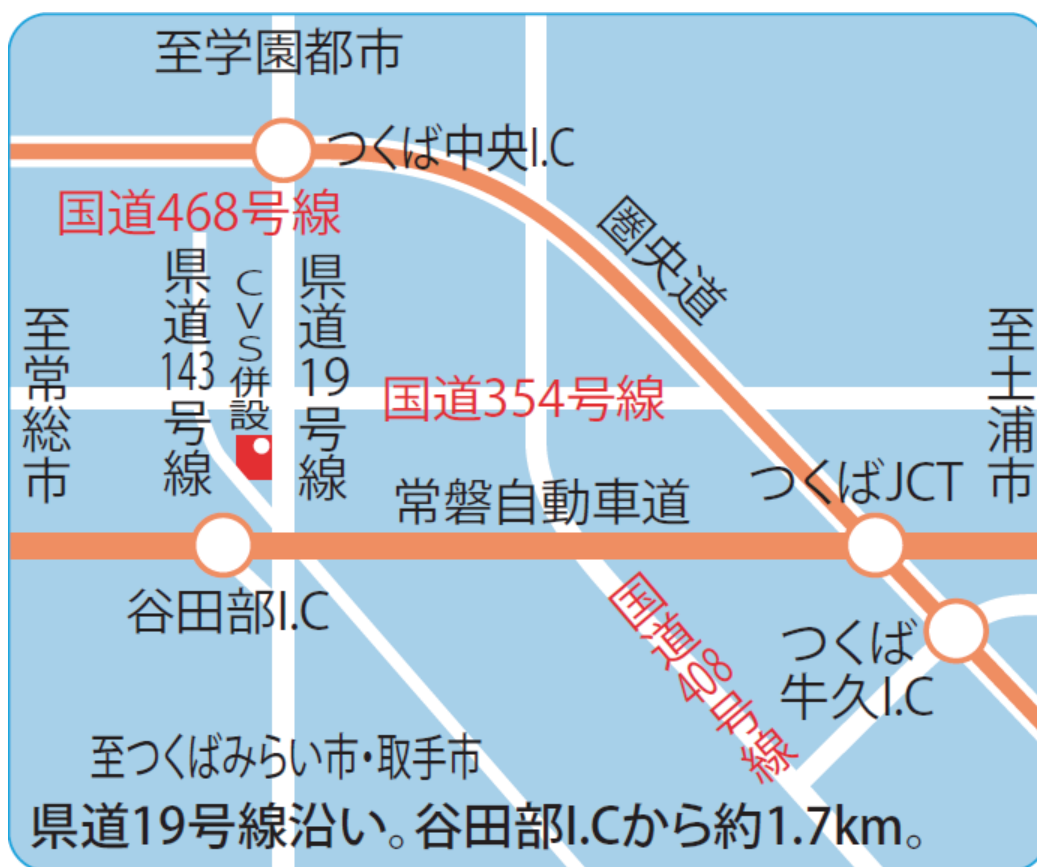 至学園都市
つくば中央I.C
国道468号線
圏央道
県道143号線
CVS併設
県道19号線
至常総市
至土浦市
国道354号線
つくばJCT
常磐自動車道
谷田部I.C
国道408号線
つくば
牛久I.C
至つくばみらい市・取手市
県道19号線沿い。谷田部I.Cから約1.7km。